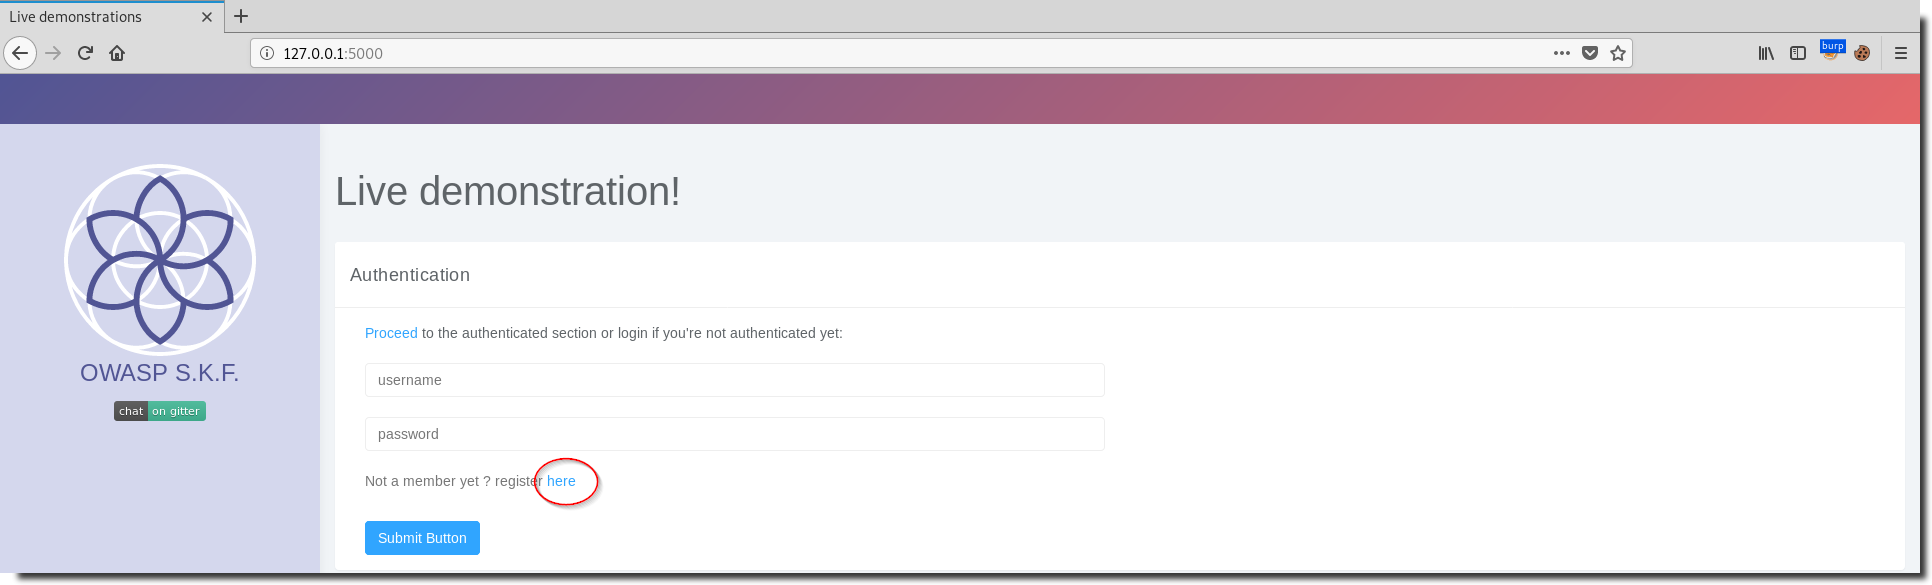 Live demonstrations
127.0.0.1:5000
burp
Live demonstration!
Authentication
Proceed to the authenticated section or login if you're not authenticated yet:
username
password
Not a member yet ? register here
Submit Button
OWASP S.K.F.
chat on gitter